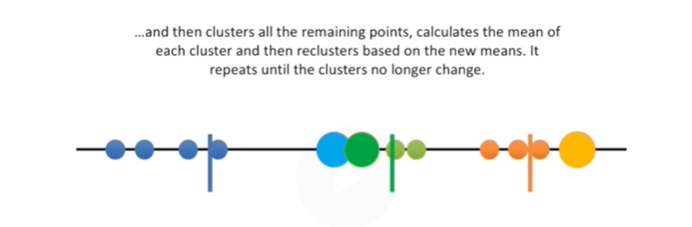 ...and then clusters all the remaining points, calculates the mean of
each cluster and then reclusters based on the new means. It
repeats until the clusters no longer change.